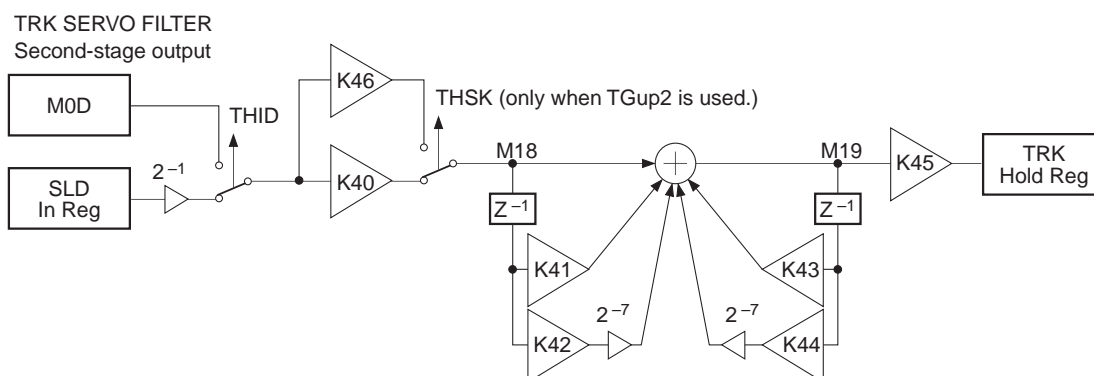 TRK SERVO FILTER
Second-stage output
M0D
THID
K46
THSK (only when TGup2 is used.)
SLD
In Reg
2⁻¹
K40
M18
M19
K45
TRK
Hold Reg
Z⁻¹
Z⁻¹
K41
K43
K42
2⁻⁷
2⁻⁷
K44